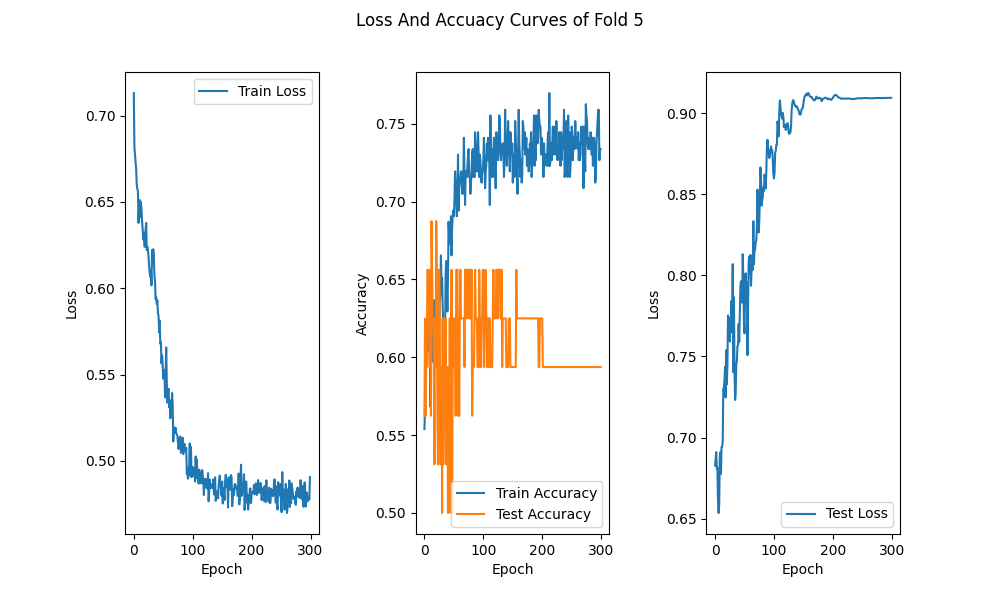 Loss And Accuacy Curves of Fold 5
Train Loss
0.70
0.65
0.60
0.55
0.50
Loss
0 100 200 300
Epoch
0.75
0.70
0.65
0.60
0.55
0.50
Accuracy
Train Accuracy
Test Accuracy
0 100 200 300
Epoch
0.90
0.85
0.80
0.75
0.70
0.65
Loss
Test Loss
0 100 200 300
Epoch